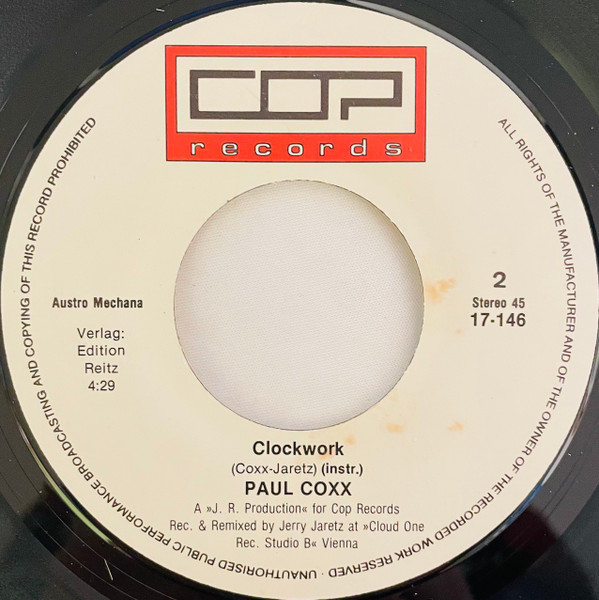 COP
records
ALL RIGHTS OF THE MANUFACTURER AND OF THE OWNER OF THE RECORDED WORK RESERVED · UNAUTHORISED PUBLIC PERFORMANCE BROADCASTING AND COPYING OF THIS RECORD PROHIBITED
Austro Mechana
Verlag:
Edition
Reitz
4:29
2
Stereo 45
17-146
Clockwork
(Coxx-Jaretz) (instr.)
PAUL COXX
A »J. R. Production« for Cop Records
Rec. & Remixed by Jerry Jaretz at »Cloud One
Rec. Studio B« Vienna